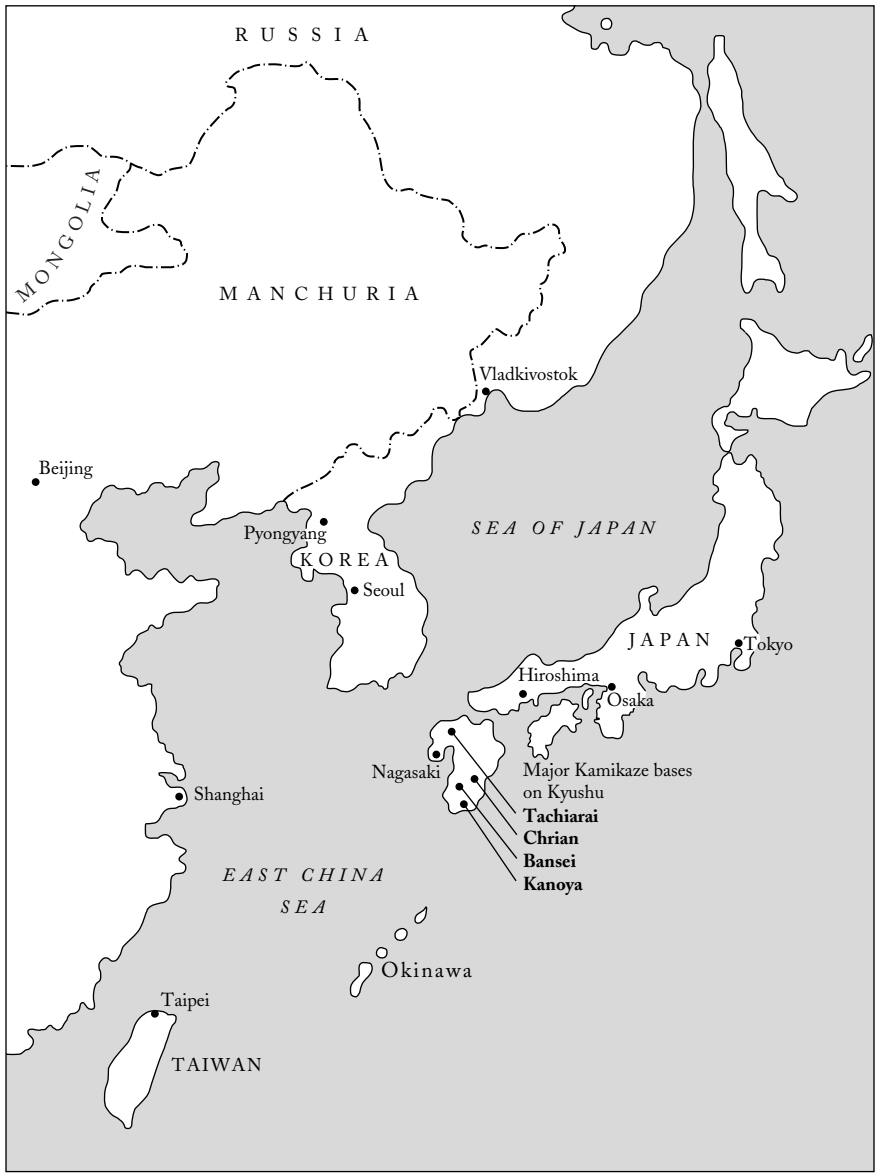 RUSSIA
MONGOLIA
MANCHURIA
Vladkivostok
Beijing
Pyongyang
KOREA
SEA OF JAPAN
Seoul
JAPAN
Tokyo
Hiroshima
Osaka
Nagasaki
Major Kamikaze bases
on Kyushu
Tachiarai
Chrian
Bansei
Kanoya
Shanghai
EAST CHINA
SEA
Okinawa
Taipei
TAIWAN